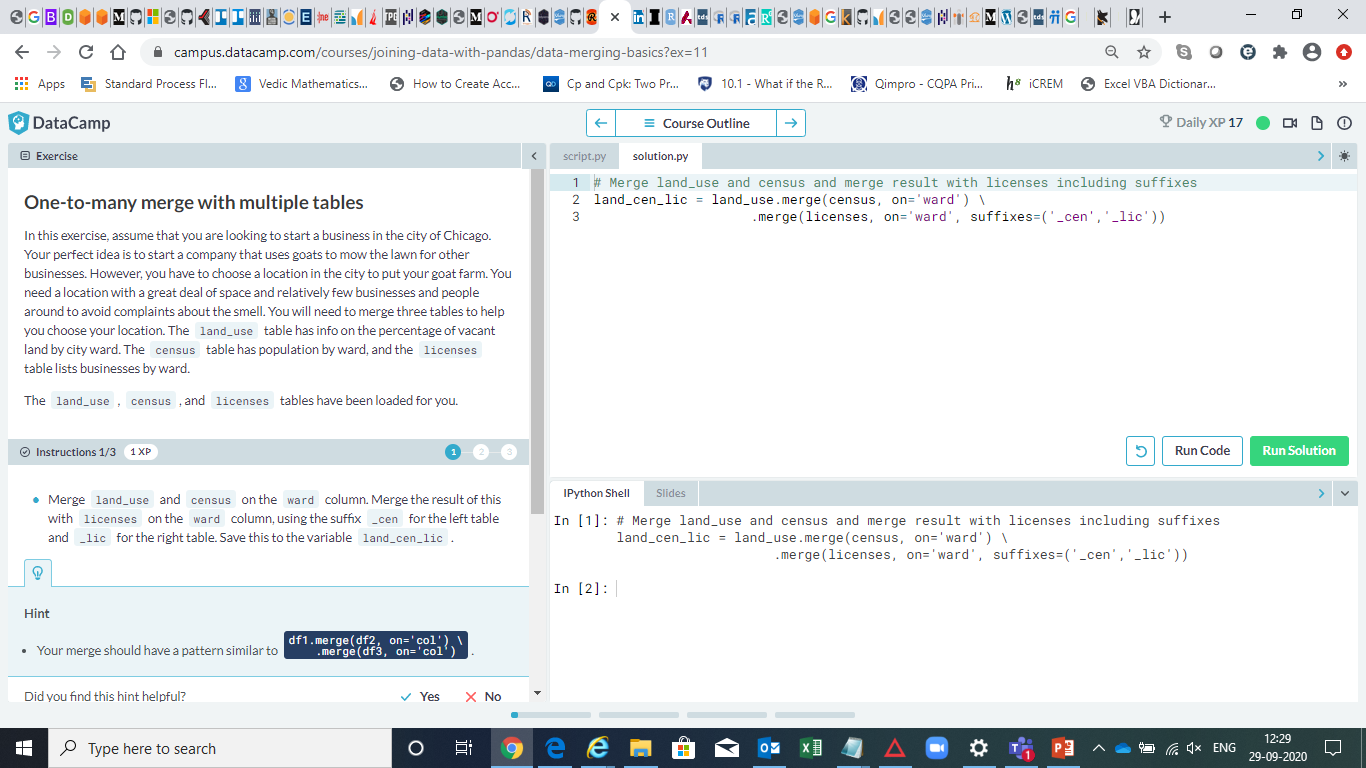 campus.datacamp.com/courses/joining-data-with-pandas/data-merging-basics?ex=11
Apps Standard Process Fl... Vedic Mathematics... How to Create Acc... Cp and Cpk: Two Pr... 10.1 - What if the R... Qimpro - CQPA Pri... iCREM Excel VBA Dictionar... »
DataCamp
Course Outline
Daily XP 17
Exercise
One-to-many merge with multiple tables
In this exercise, assume that you are looking to start a business in the city of Chicago.
Your perfect idea is to start a company that uses goats to mow the lawn for other
businesses. However, you have to choose a location in the city to put your goat farm. You
need a location with a great deal of space and relatively few businesses and people
around to avoid complaints about the smell. You will need to merge three tables to help
you choose your location. The land_use table has info on the percentage of vacant
land by city ward. The census table has population by ward, and the licenses
table lists businesses by ward.
The land_use , census , and licenses tables have been loaded for you.
Instructions 1/3 1 XP 1 2 3
Merge land_use and census on the ward column. Merge the result of this
with licenses on the ward column, using the suffix _cen for the left table
and _lic for the right table. Save this to the variable land_cen_lic .
Hint
• Your merge should have a pattern similar to df1.merge(df2, on='col') \
.merge(df3, on='col') .
Did you find this hint helpful? Yes No
script.py solution.py
1 # Merge land_use and census and merge result with licenses including suffixes
2 land_cen_lic = land_use.merge(census, on='ward') \
3 .merge(licenses, on='ward', suffixes=('_cen','_lic'))
Run Code Run Solution
IPython Shell Slides
In [1]: # Merge land_use and census and merge result with licenses including suffixes
land_cen_lic = land_use.merge(census, on='ward') \
.merge(licenses, on='ward', suffixes=('_cen','_lic'))
In [2]:
Type here to search
ENG
12:29
29-09-2020